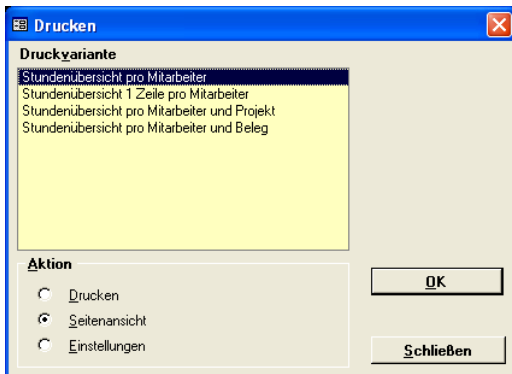 Drucken
Druckvariante
Stundenübersicht pro Mitarbeiter
Stundenübersicht 1 Zeile pro Mitarbeiter
Stundenübersicht pro Mitarbeiter und Projekt
Stundenübersicht pro Mitarbeiter und Beleg
Aktion
Drucken
Seitenansicht
Einstellungen
OK
Schließen